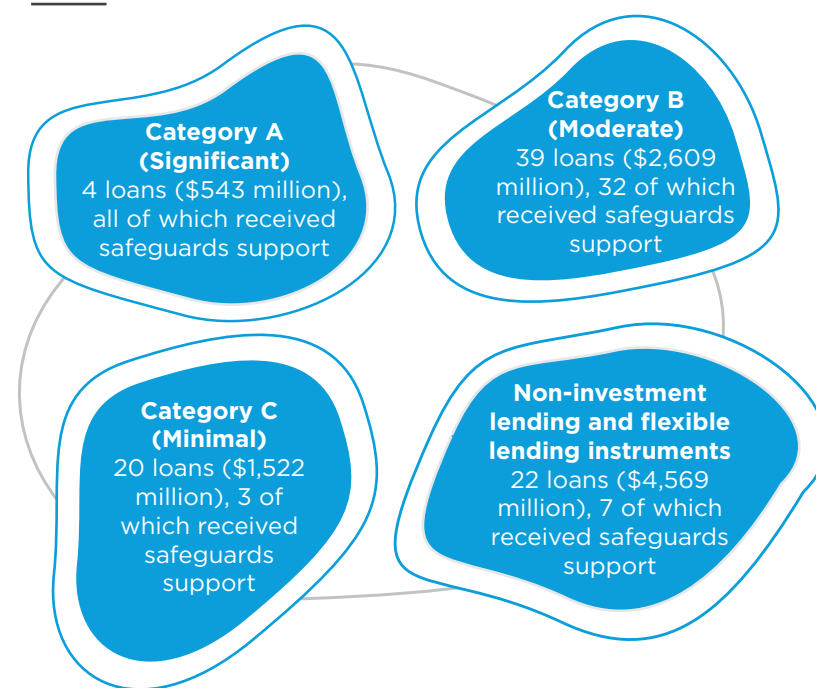 Category A
(Significant)
4 loans ($543 million),
all of which received
safeguards support
Category B
(Moderate)
39 loans ($2,609
million), 32 of which
received safeguards
support
Category C
(Minimal)
20 loans ($1,522
million), 3 of
which received
safeguards
support
Non-investment
lending and flexible
lending instruments
22 loans ($4,569
million), 7 of which
received safeguards
support